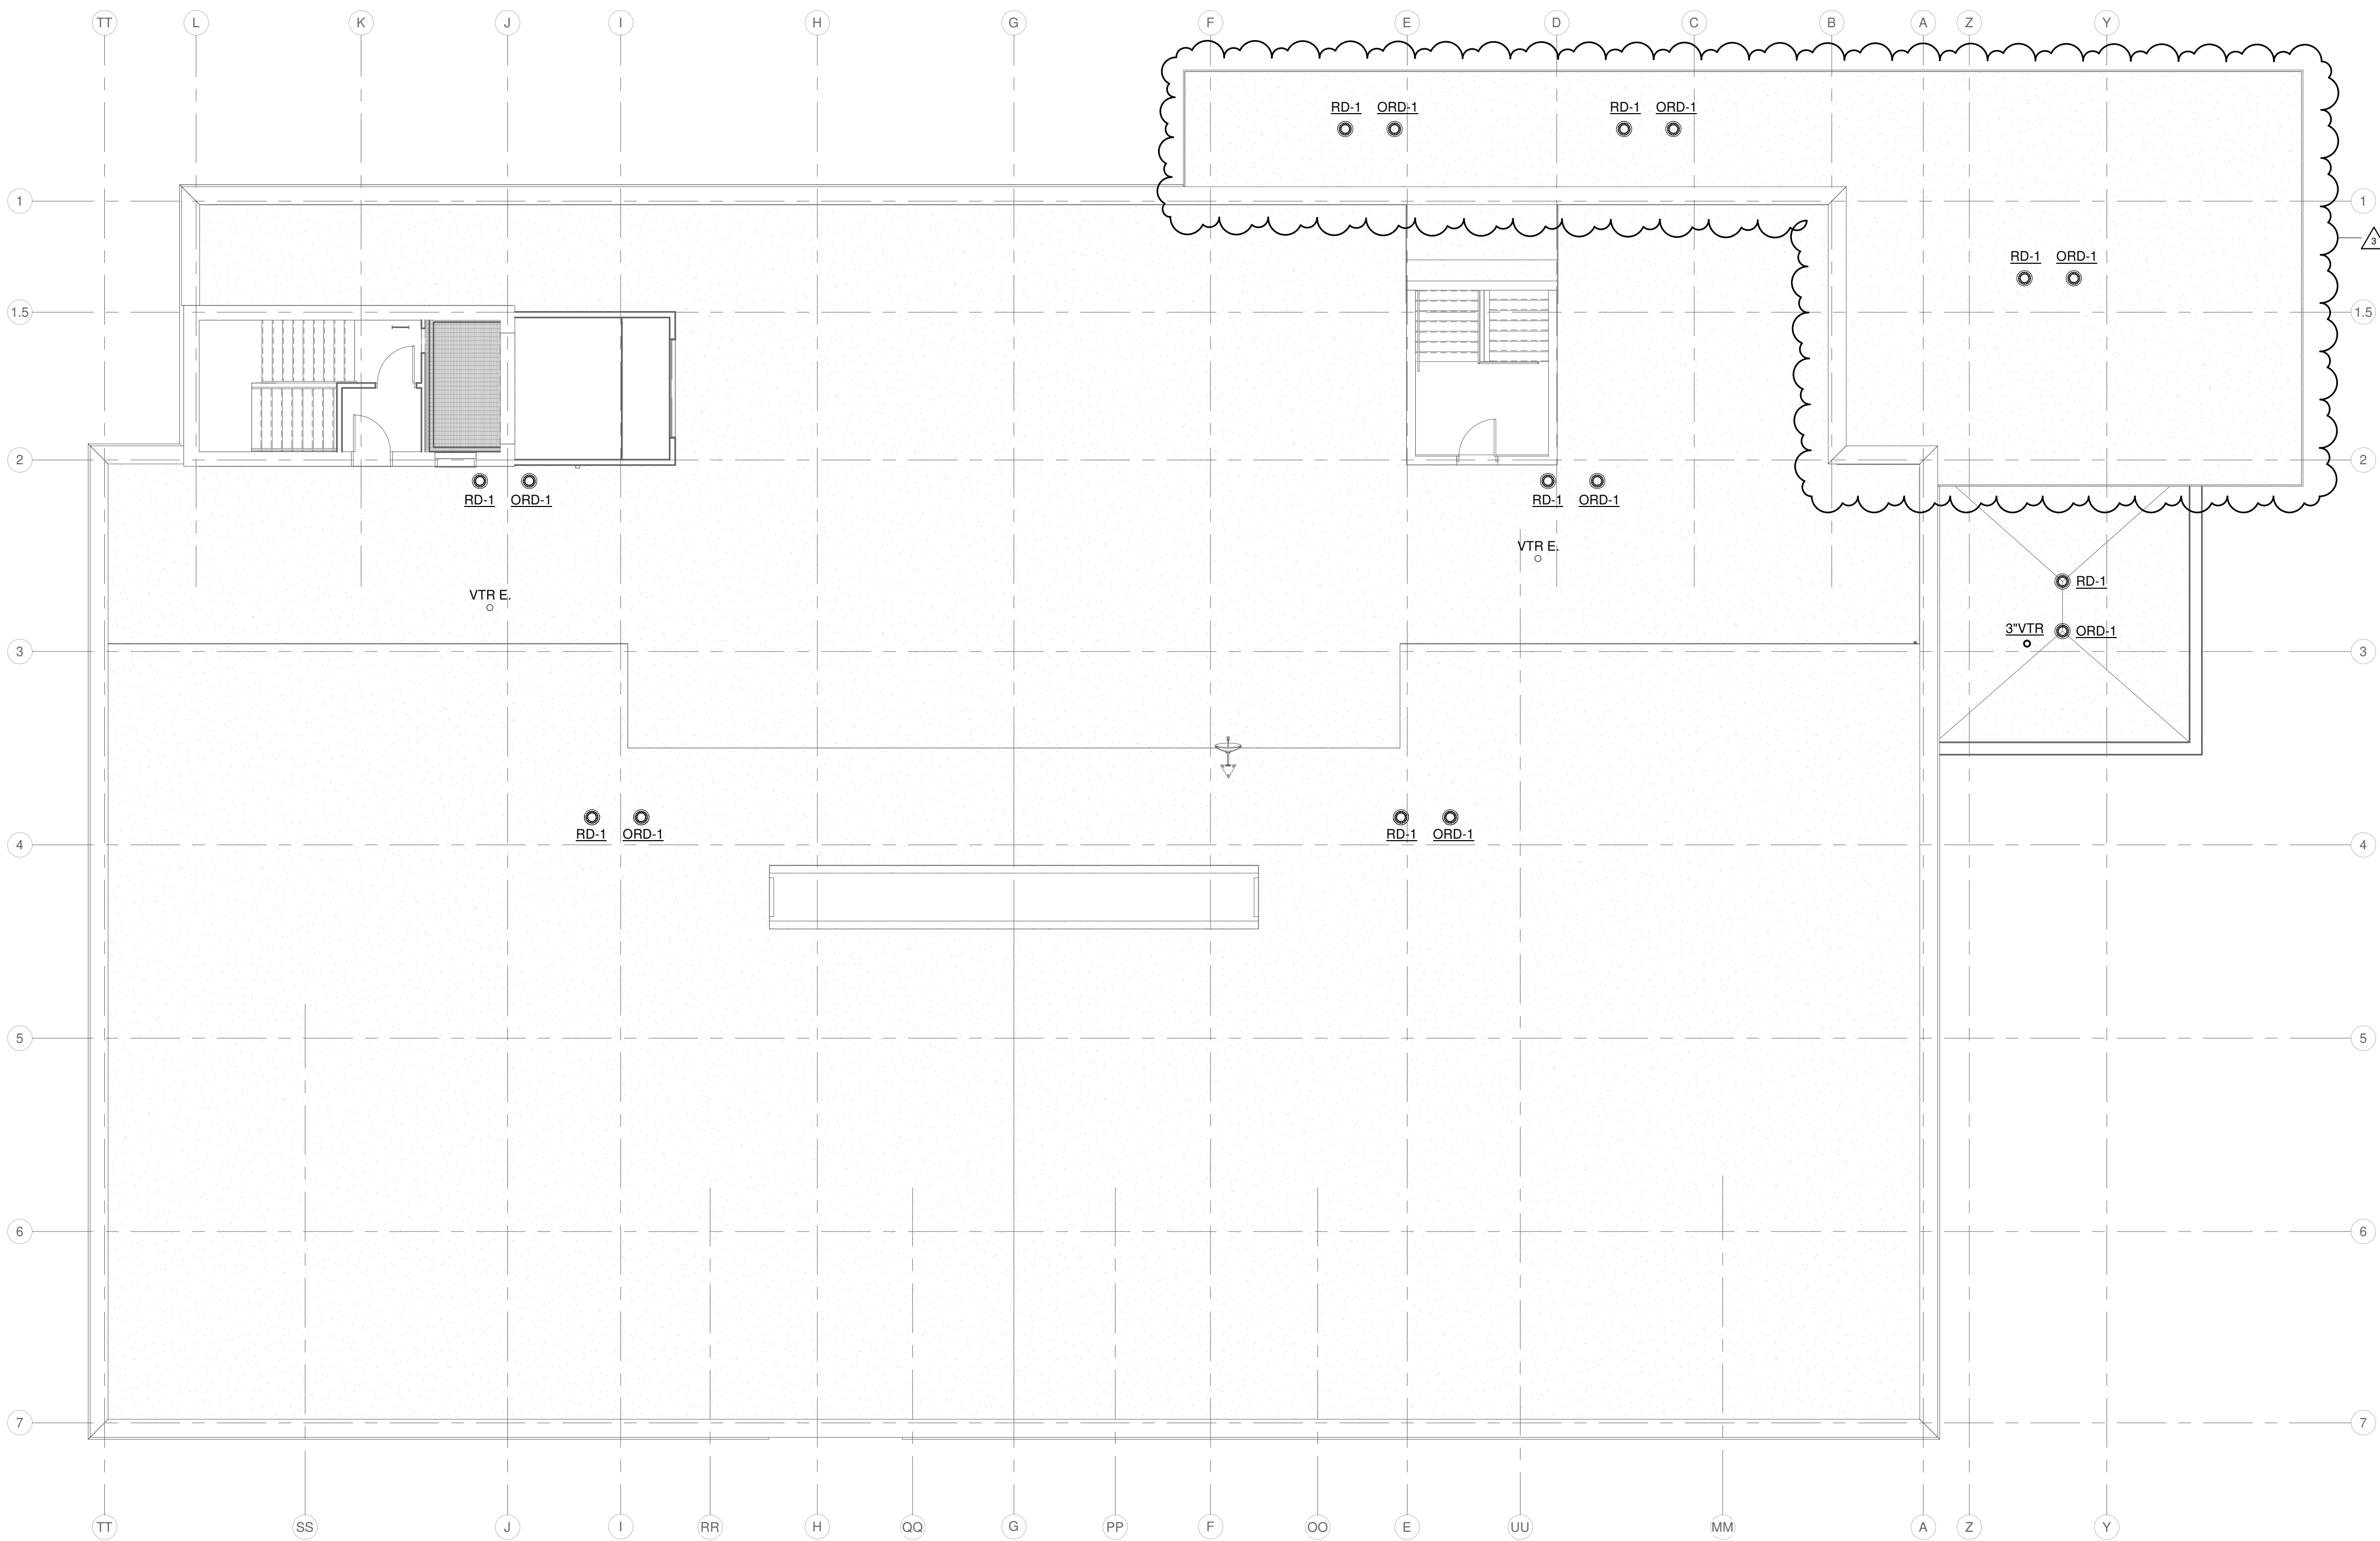 TT L K J I H G F E D C B A Z Y
RD-1 ORD-1 RD-1 ORD-1
1 1
3
RD-1 ORD-1
1.5 1.5
2 2
RD-1 ORD-1 RD-1 ORD-1
VTR E.
RD-1
VTR E.
3"VTR ORD-1
3 3
RD-1 ORD-1 RD-1 ORD-1
4 4
5 5
6 6
7 7
TT SS J I RR H QQ G PP F OO E UU MM A Z Y